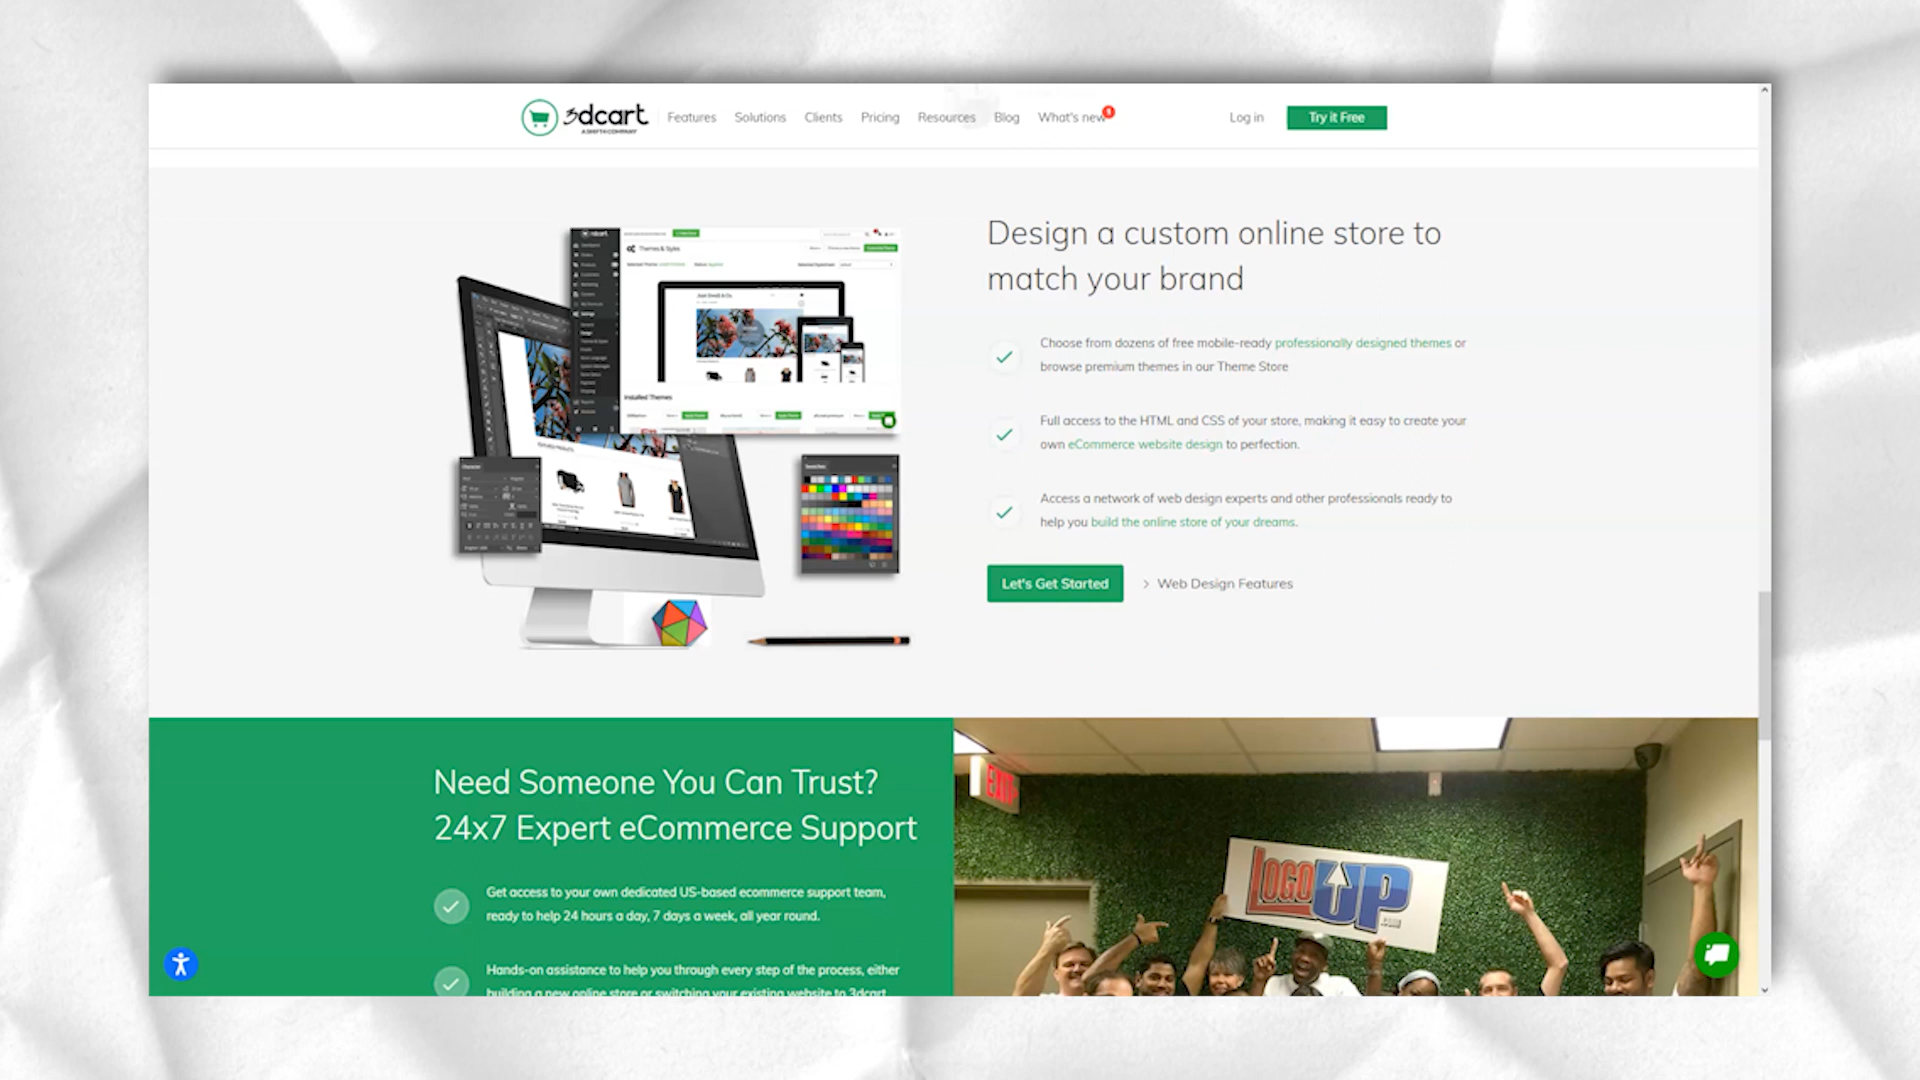 3dcart
A SHIFT4 COMPANY
Features
Solutions
Clients
Pricing
Resources
Blog
What's new
Log in
Try it Free
Themes & Styles
Installed Themes
Character
Swatches
Design a custom online store to
match your brand
Choose from dozens of free mobile-ready professionally designed themes or
browse premium themes in our Theme Store
Full access to the HTML and CSS of your store, making it easy to create your
own eCommerce website design to perfection.
Access a network of web design experts and other professionals ready to
help you build the online store of your dreams.
Let's Get Started
> Web Design Features
Need Someone You Can Trust?
24x7 Expert eCommerce Support
Get access to your own dedicated US-based ecommerce support team,
ready to help 24 hours a day, 7 days a week, all year round.
Hands-on assistance to help you through every step of the process, either
building a new online store or switching your existing website to 3dcart
EXIT
LOGO UP